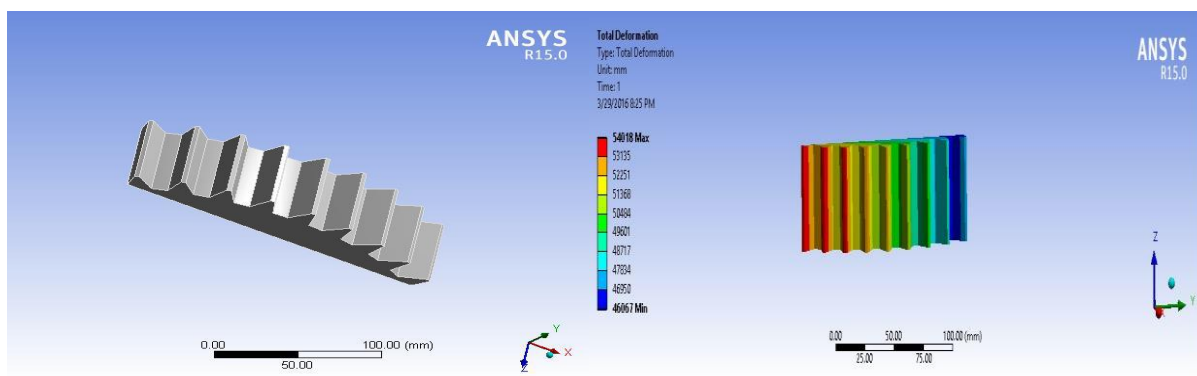 ANSYS
R15.0
0.00 100.00 (mm)
50.00
Y
X
Z
Total Deformation
Type: Total Deformation
Unit: mm
Time: 1
3/29/2016 8:25 PM
54018 Max
53135
52251
51368
50484
49601
48717
47834
46950
46067 Min
ANSYS
R15.0
0.00 50.00 100.00 (mm)
25.00 75.00
Z
Y